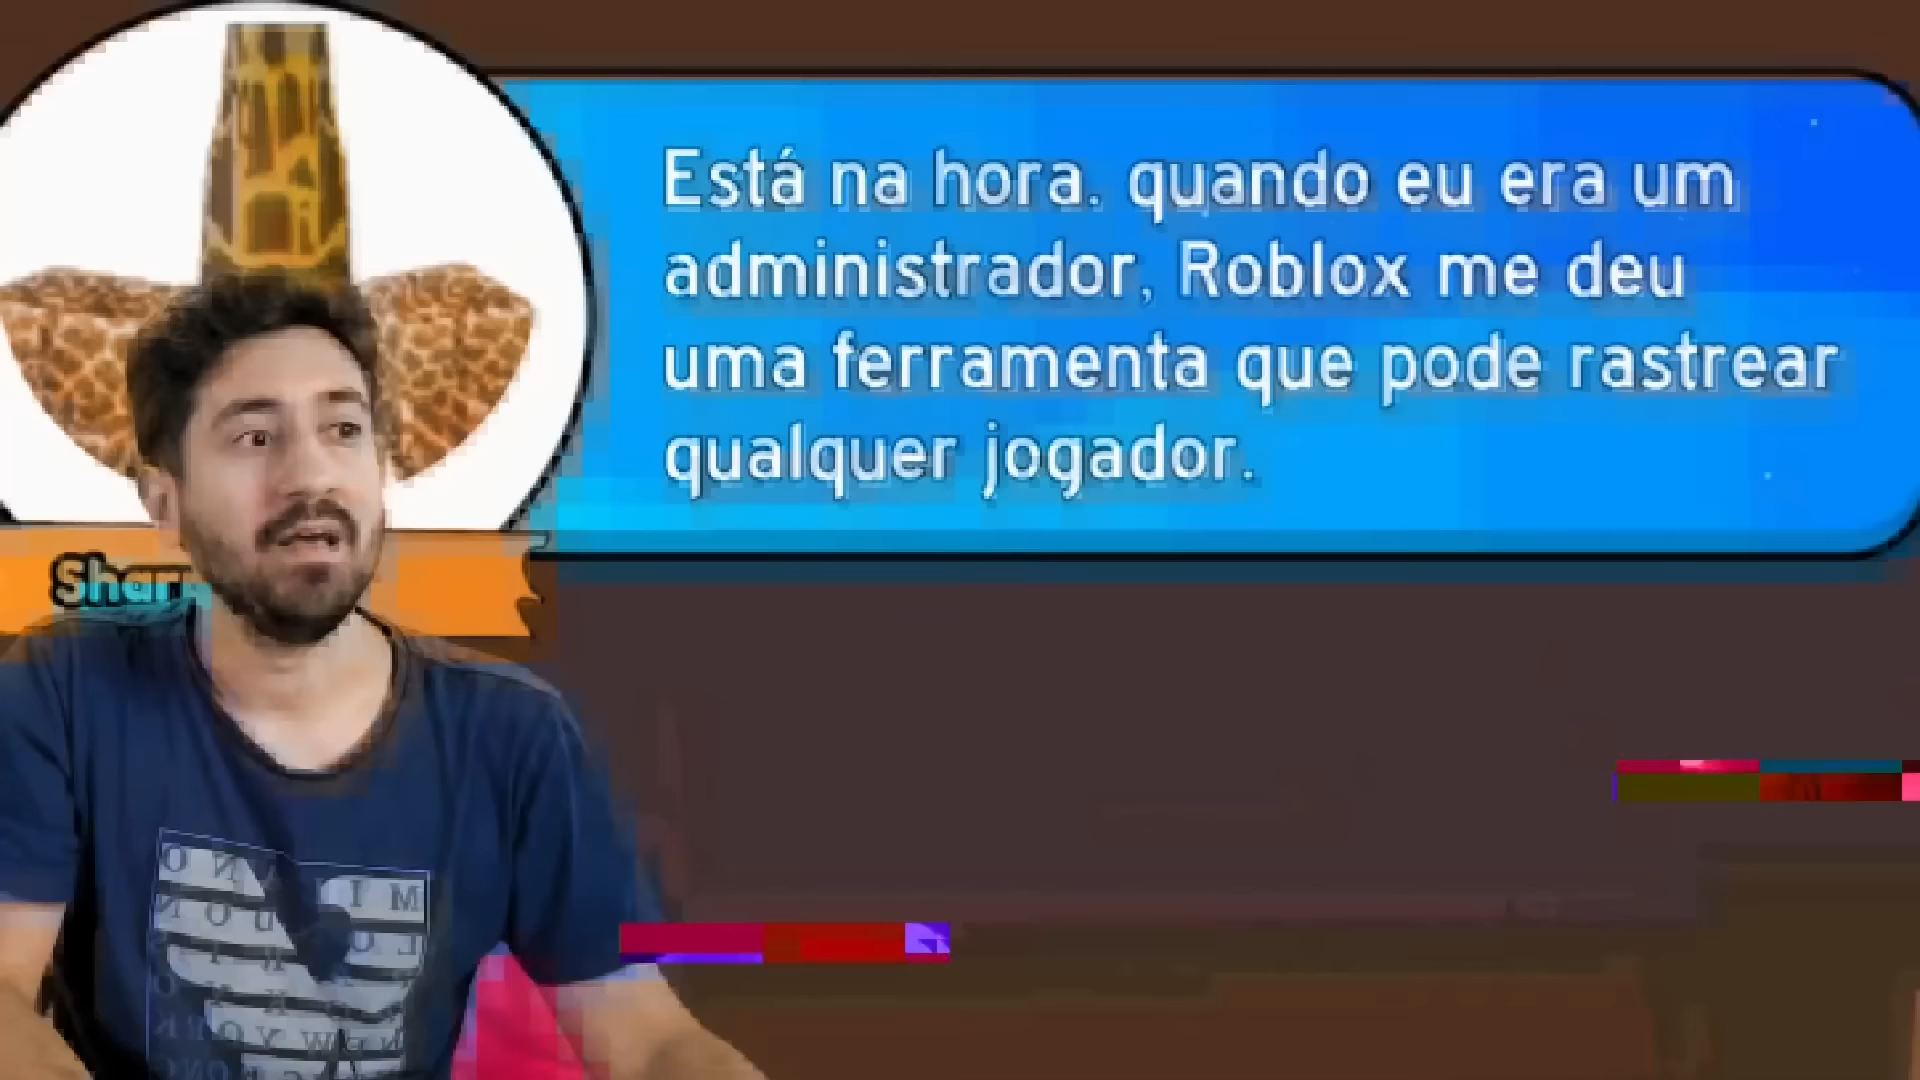 Está na hora. quando eu era um
administrador, Roblox me deu
uma ferramenta que pode rastrear
qualquer jogador.